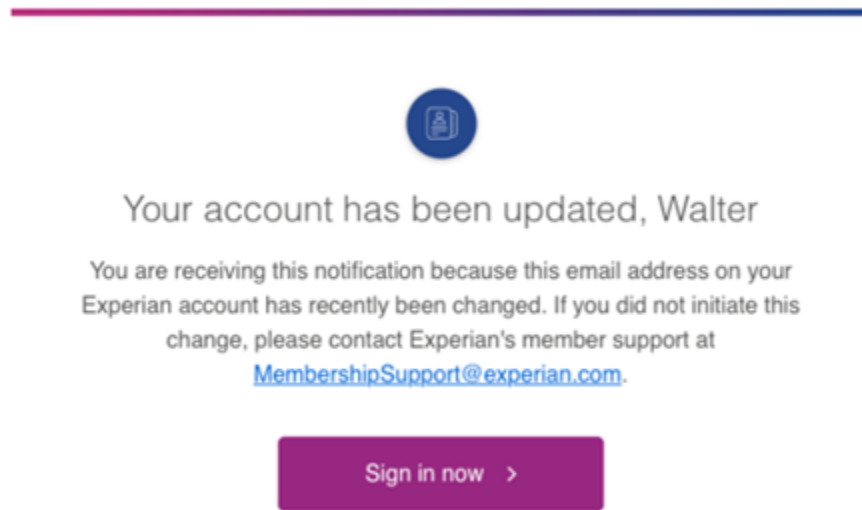 Your account has been updated, Walter
You are receiving this notification because this email address on your
Experian account has recently been changed. If you did not initiate this
change, please contact Experian's member support at
MembershipSupport@experian.com.
Sign in now >